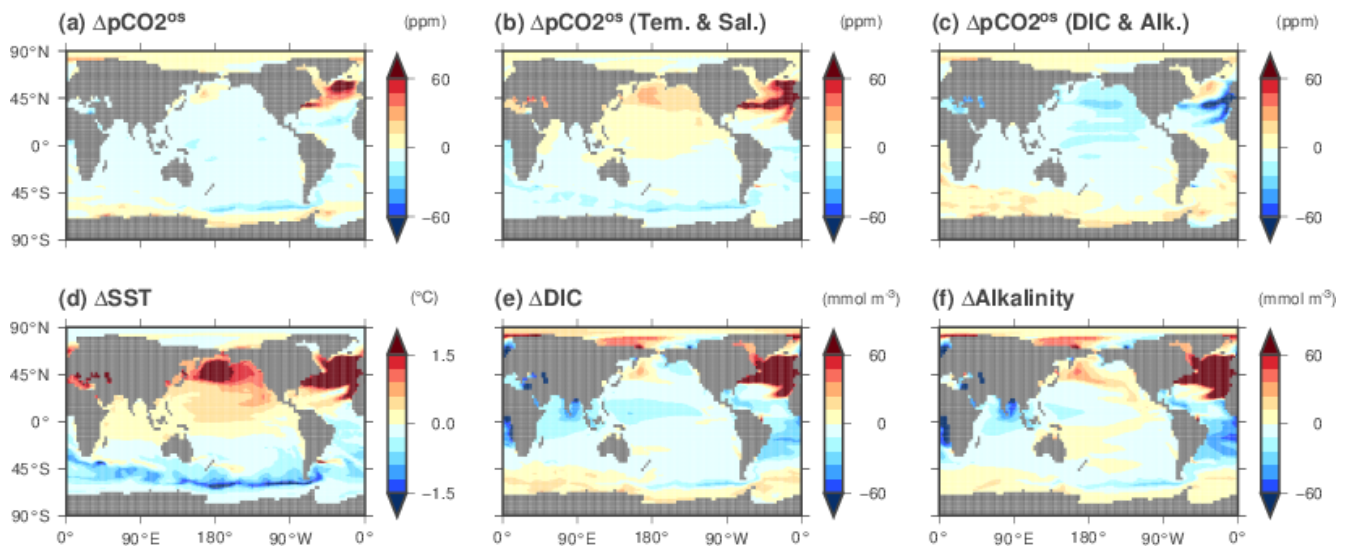 (a) ΔpCO2ᵒˢ (ppm)
(b) ΔpCO2ᵒˢ (Tem. & Sal.) (ppm)
(c) ΔpCO2ᵒˢ (DIC & Alk.) (ppm)
90°N
45°N
0°
45°S
90°S
60
0
−60
60
0
−60
60
0
−60
(d) ΔSST (°C)
(e) ΔDIC (mmol m⁻³)
(f) ΔAlkalinity (mmol m⁻³)
90°N
45°N
0°
45°S
90°S
1.5
0.0
−1.5
60
0
−60
60
0
−60
0° 90°E 180° 90°W 0°
0° 90°E 180° 90°W 0°
0° 90°E 180° 90°W 0°